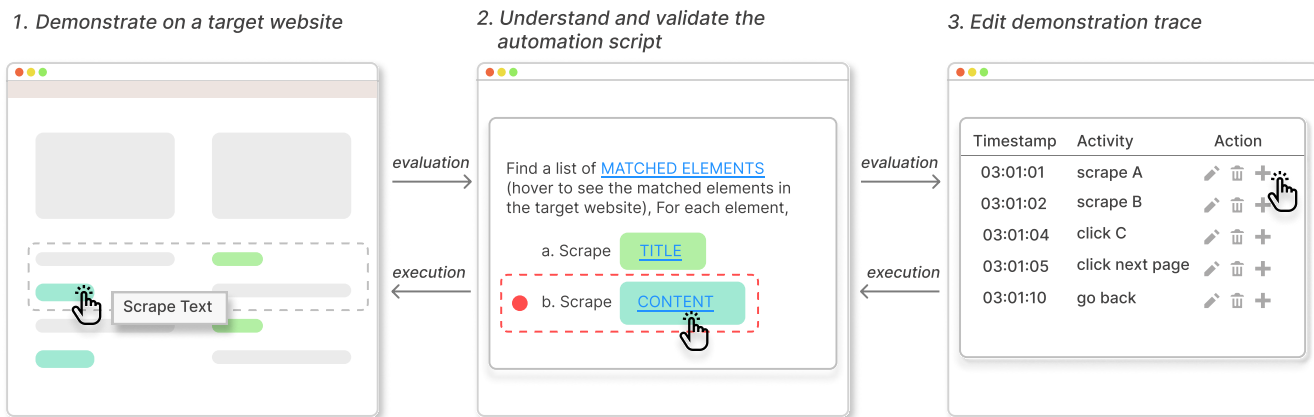 1. Demonstrate on a target website
Scrape Text
evaluation
execution
2. Understand and validate the
automation script
Find a list of MATCHED ELEMENTS
(hover to see the matched elements in
the target website), For each element,
a. Scrape TITLE
b. Scrape CONTENT
evaluation
execution
3. Edit demonstration trace
Timestamp Activity Action
03:01:01 scrape A
03:01:02 scrape B
03:01:04 click C
03:01:05 click next page
03:01:10 go back